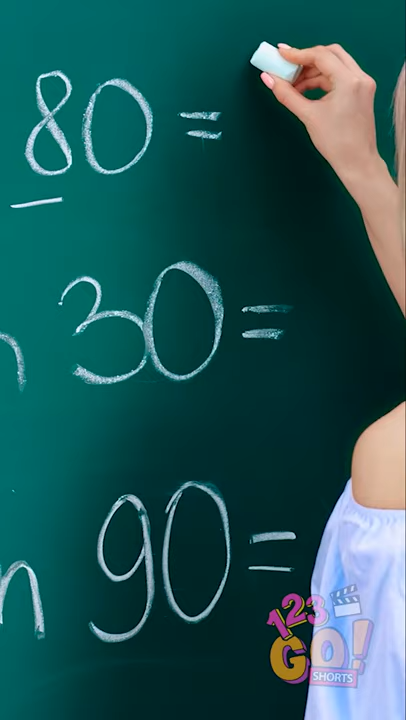 80 =
30 =
n 90 =
123
GO!
SHORTS